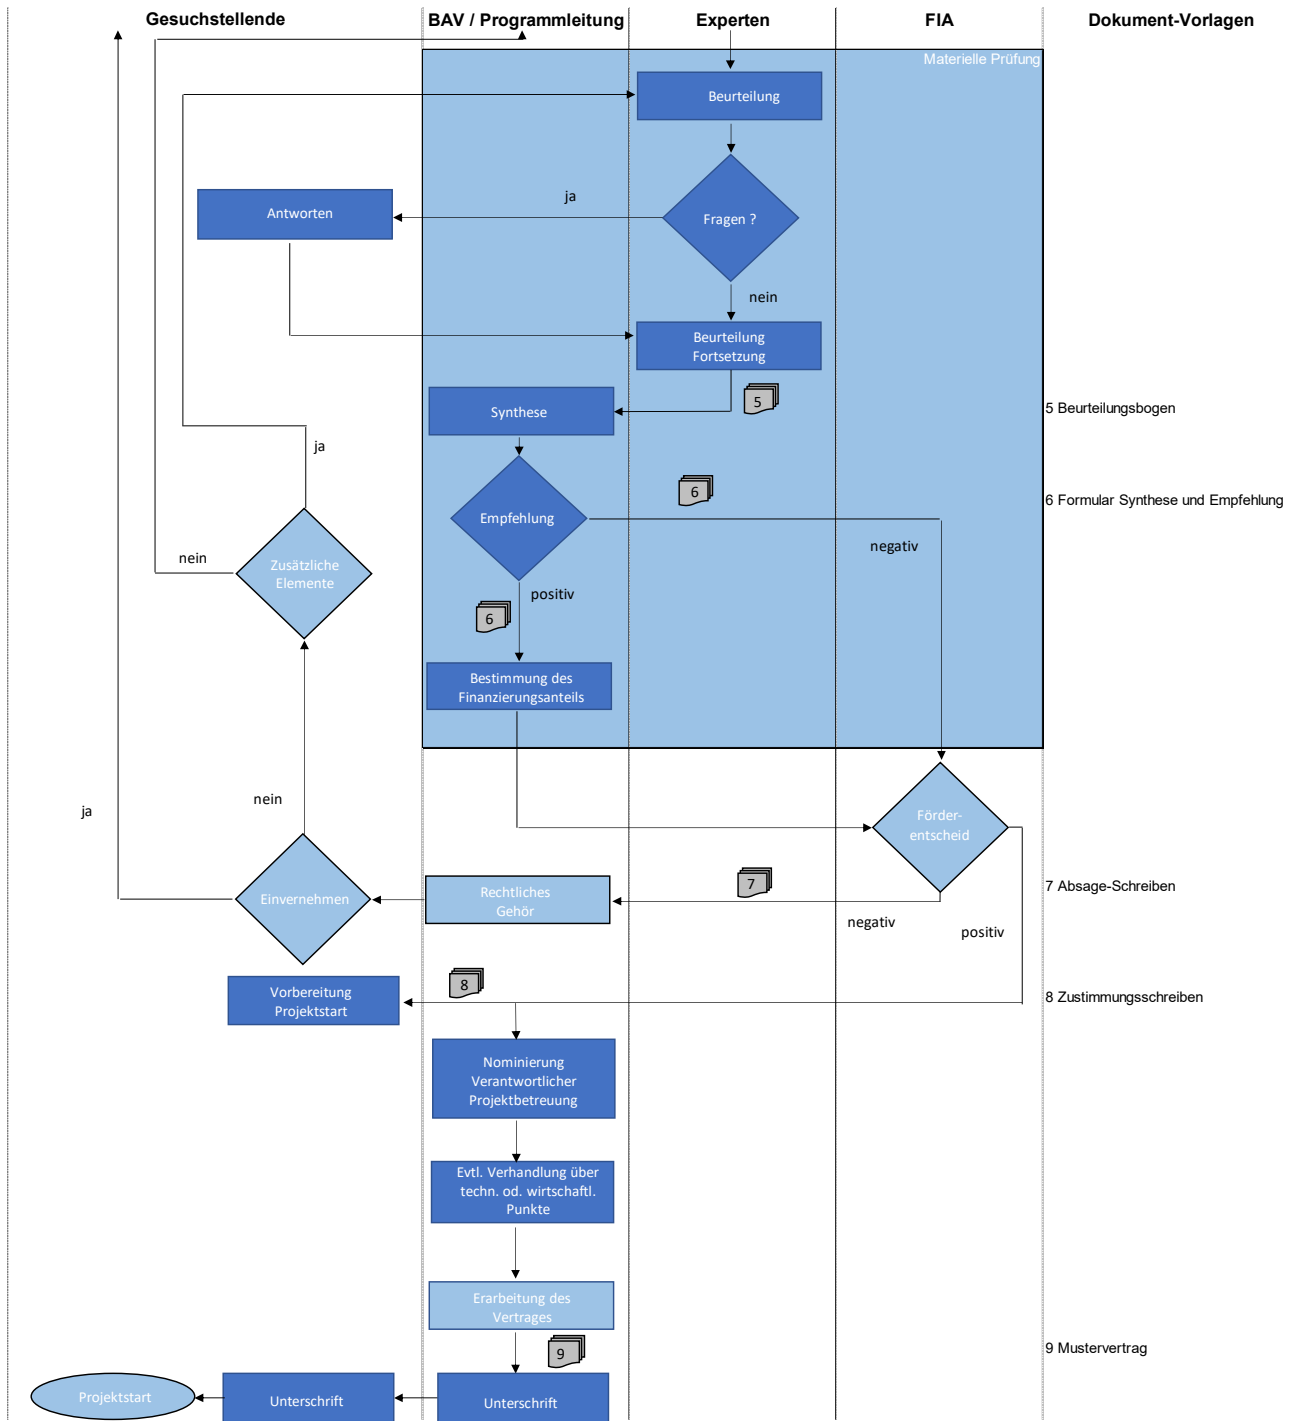 Gesuchstellende
BAV / Programmleitung
Experten
FIA
Dokument-Vorlagen
Materielle Prüfung
Beurteilung
ja
Antworten
Fragen ?
nein
Beurteilung
Fortsetzung
5
Synthese
5 Beurteilungsbogen
ja
6
6 Formular Synthese und Empfehlung
Empfehlung
negativ
nein
Zusätzliche
Elemente
positiv
6
Bestimmung des
Finanzierungsanteils
nein
ja
Förder-
entscheid
7
7 Absage-Schreiben
Rechtliches
Gehör
Einvernehmen
negativ
positiv
8
Vorbereitung
Projektstart
8 Zustimmungsschreiben
Nominierung
Verantwortlicher
Projektbetreuung
Evtl. Verhandlung über
techn. od. wirtschaftl.
Punkte
Erarbeitung des
Vertrages
9
9 Mustervertrag
Projektstart
Unterschrift
Unterschrift